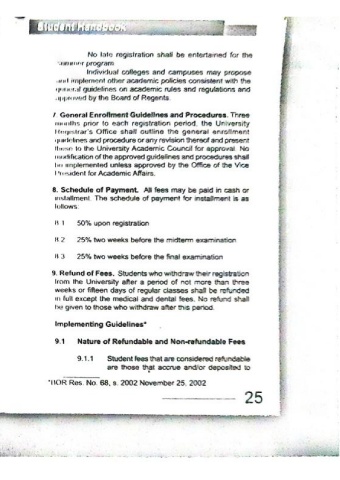 Student Handbook
No late registration shall be entertained for the
summer program
Individual colleges and campuses may propose
and implement other academic policies consistent with the
general guidelines on academic rules and regulations and
approved by the Board of Regents.
7. General Enrollment Guidelines and Procedures. Three
months prior to each registration period, the University
Registrar's Office shall outline the general enrollment
guidelines and procedure or any revision thereof and present
these to the University Academic Council for approval. No
modification of the approved guidelines and procedures shall
be implemented unless approved by the Office of the Vice
President for Academic Affairs.
8. Schedule of Payment. All fees may be paid in cash or
installment. The schedule of payment for installment is as
follows:
8.1 50% upon registration
8.2 25% two weeks before the midterm examination
8.3 25% two weeks before the final examination
9. Refund of Fees. Students who withdraw their registration
from the University after a period of not more than three
weeks or fifteen days of regular classes shall be refunded
in full except the medical and dental fees. No refund shall
be given to those who withdraw after this period.
Implementing Guidelines*
9.1 Nature of Refundable and Non-refundable Fees
9.1.1 Student fees that are considered refundable
are those that accrue and/or deposited to
*BOR Res. No. 68, s. 2002 November 25, 2002
25